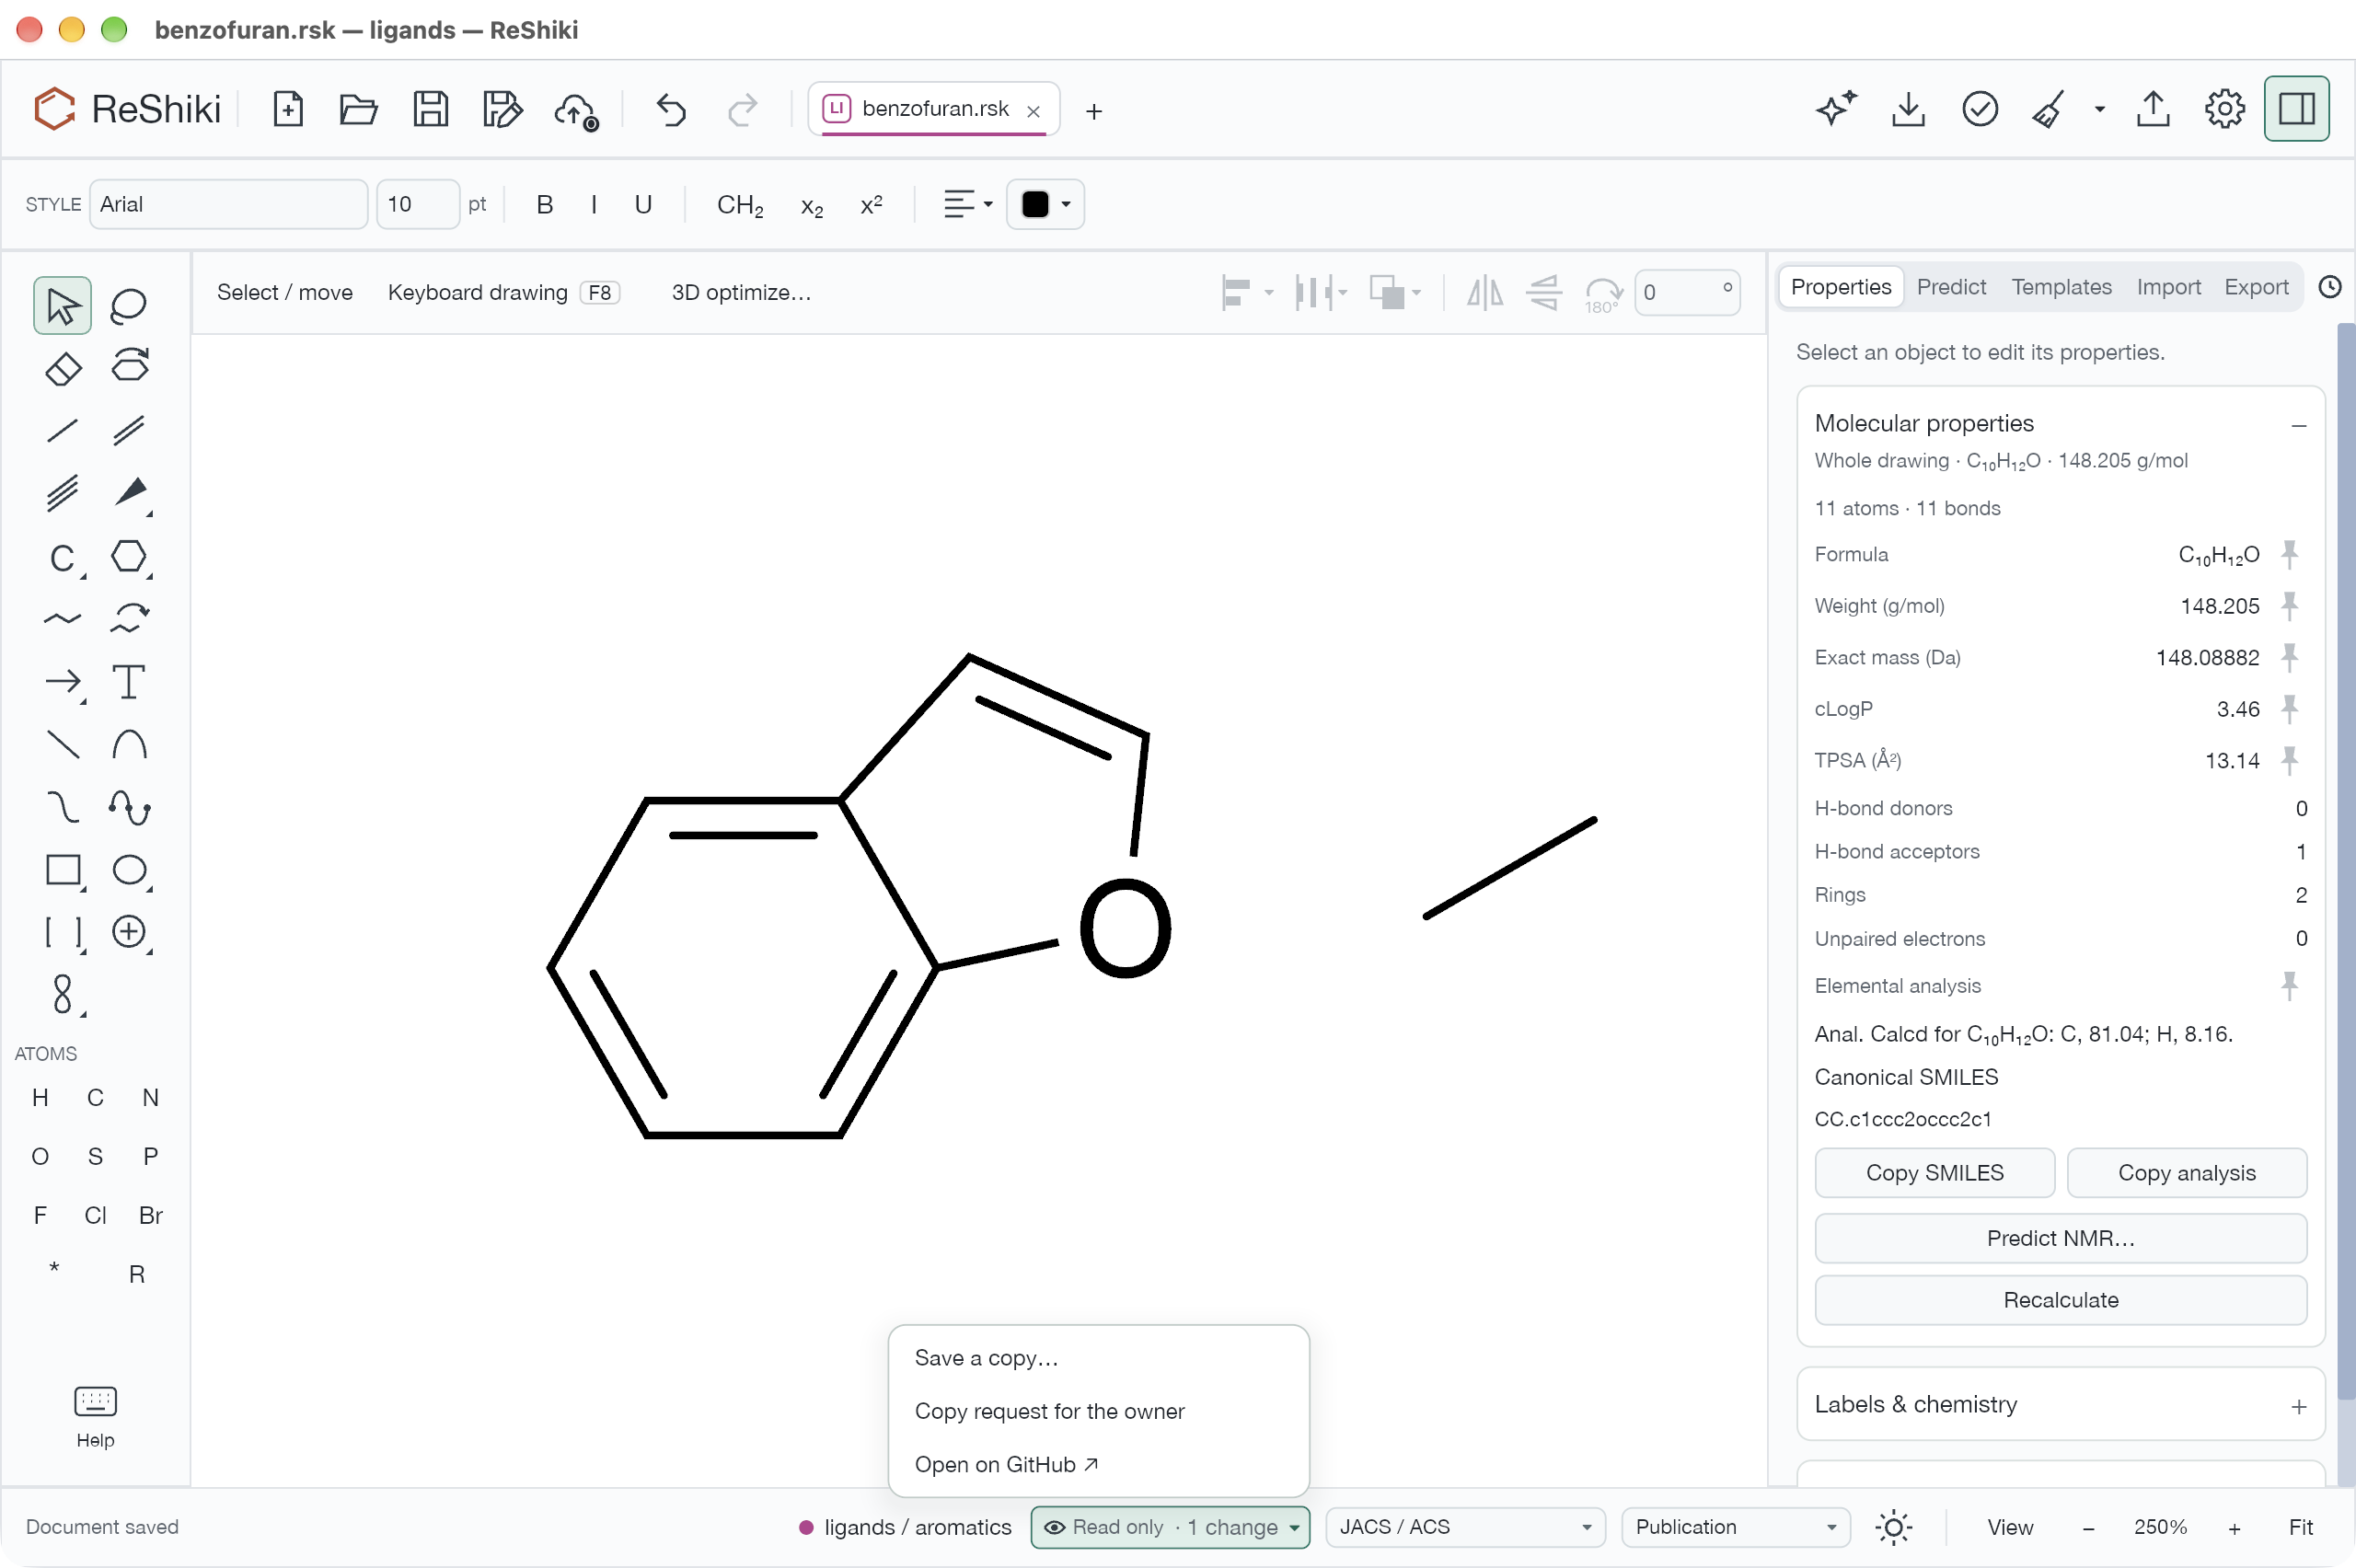 benzofuran.rsk — ligands — ReShiki
ReShiki
LI benzofuran.rsk × +
STYLE Arial 10 pt B I U CH₂ x₂ x²
Select / move Keyboard drawing F8 3D optimize…
180° 0 °
Properties Predict Templates Import Export
Select an object to edit its properties.
Molecular properties –
Whole drawing · C₁₀H₁₂O · 148.205 g/mol
11 atoms · 11 bonds
Formula C₁₀H₁₂O
Weight (g/mol) 148.205
Exact mass (Da) 148.08882
cLogP 3.46
TPSA (Å²) 13.14
H-bond donors 0
H-bond acceptors 1
Rings 2
Unpaired electrons 0
Elemental analysis
Anal. Calcd for C₁₀H₁₂O: C, 81.04; H, 8.16.
Canonical SMILES
CC.c1ccc2occc2c1
Copy SMILES Copy analysis
Predict NMR…
Recalculate
Labels & chemistry +
C
T
[ ]
ATOMS
H C N
O S P
F Cl Br
* R
Help
O
Save a copy…
Copy request for the owner
Open on GitHub ↗
Document saved
ligands / aromatics Read only · 1 change JACS / ACS Publication View – 250% + Fit